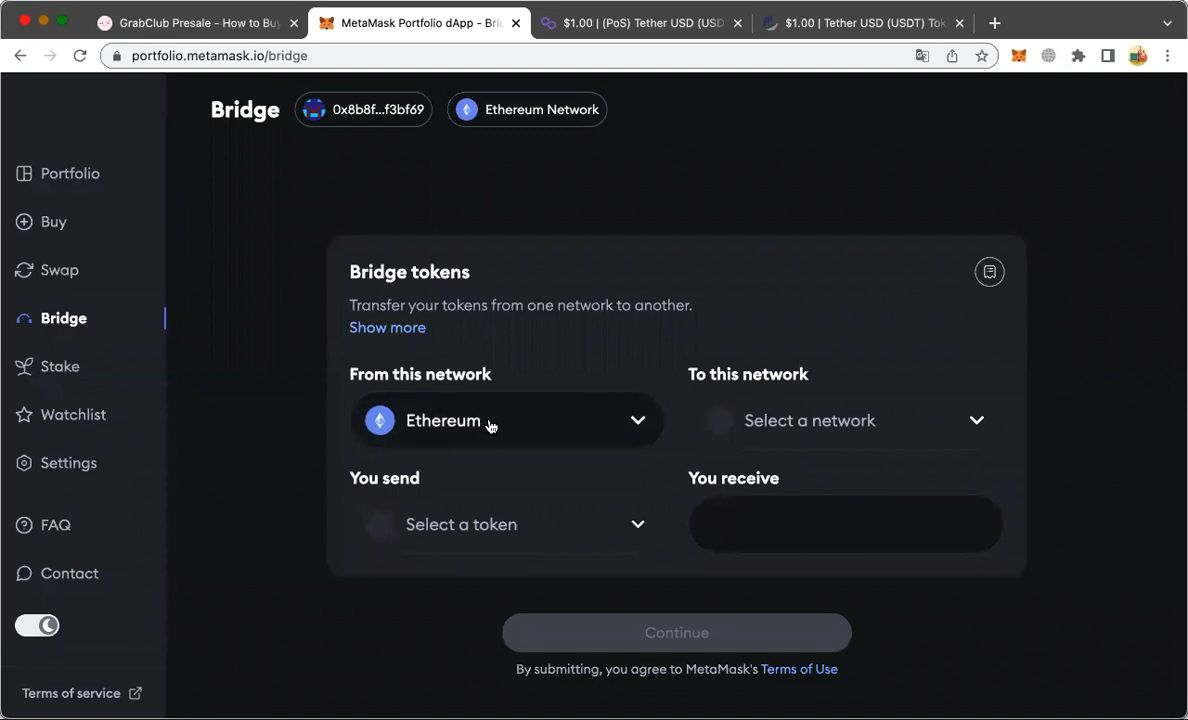 GrabClub Presale - How to Buy
MetaMask Portfolio dApp - Bri
$1.00 | (PoS) Tether USD (USD
$1.00 | Tether USD (USDT) Tok
portfolio.metamask.io/bridge
Bridge
0x8b8f...f3bf69
Ethereum Network
Portfolio
Buy
Swap
Bridge
Stake
Watchlist
Settings
FAQ
Contact
Terms of service
Bridge tokens
Transfer your tokens from one network to another.
Show more
From this network
To this network
Ethereum
Select a network
You send
You receive
Select a token
Continue
By submitting, you agree to MetaMask's Terms of Use